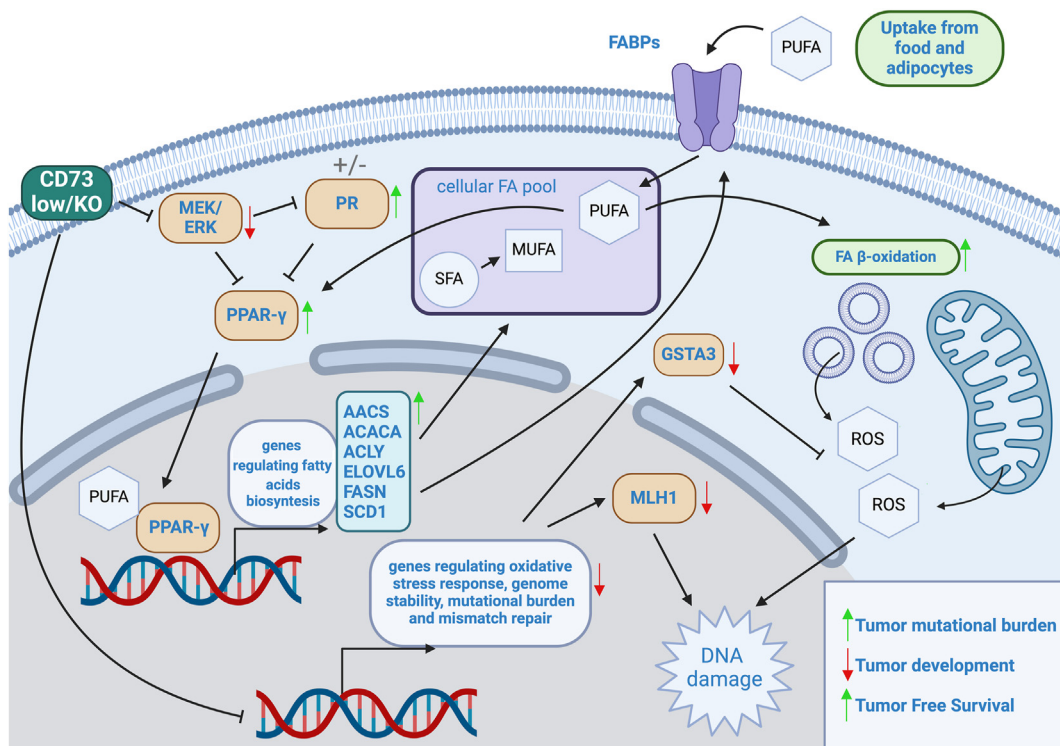 FABPs
PUFA
Uptake from
food and
adipocytes
CD73
low/KO
MEK/
ERK
+/-
PR
cellular FA pool
PUFA
MUFA
SFA
FA β-oxidation
PPAR-γ
GSTA3
ROS
ROS
genes
regulating fatty
acids
biosyntesis
AACS
ACACA
ACLY
ELOVL6
FASN
SCD1
PUFA
PPAR-γ
MLH1
genes regulating oxidative
stress response, genome
stability, mutational burden
and mismatch repair
DNA
damage
Tumor mutational burden
Tumor development
Tumor Free Survival